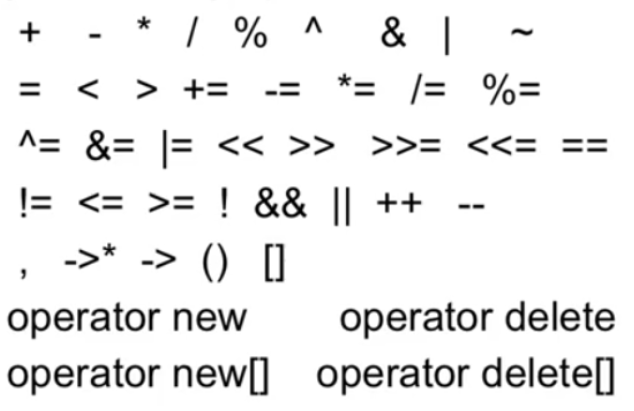 + - * / % ^ & | ~
= < > += -= *= /= %=
^= &= |= << >> >>= <<= ==
!= <= >= ! && || ++ --
, ->* -> () []
operator new operator delete
operator new[] operator delete[]